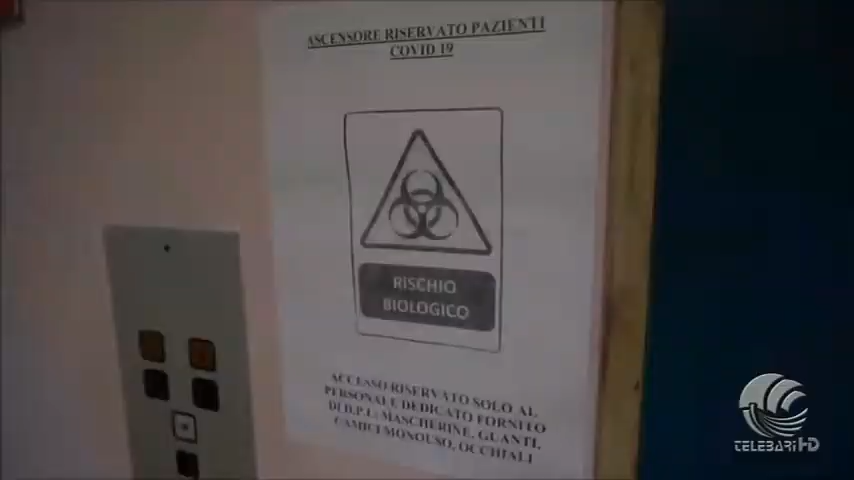 ASCENSORE RISERVATO PAZIENTI
COVID 19
RISCHIO
BIOLOGICO
ACCESSO RISERVATO SOLO AL
PERSONALE DEDICATO FORNITO
DI D.P.I.: MASCHERINE, GUANTI,
CAMICI MONOUSO, OCCHIALI
TELEBARI HD